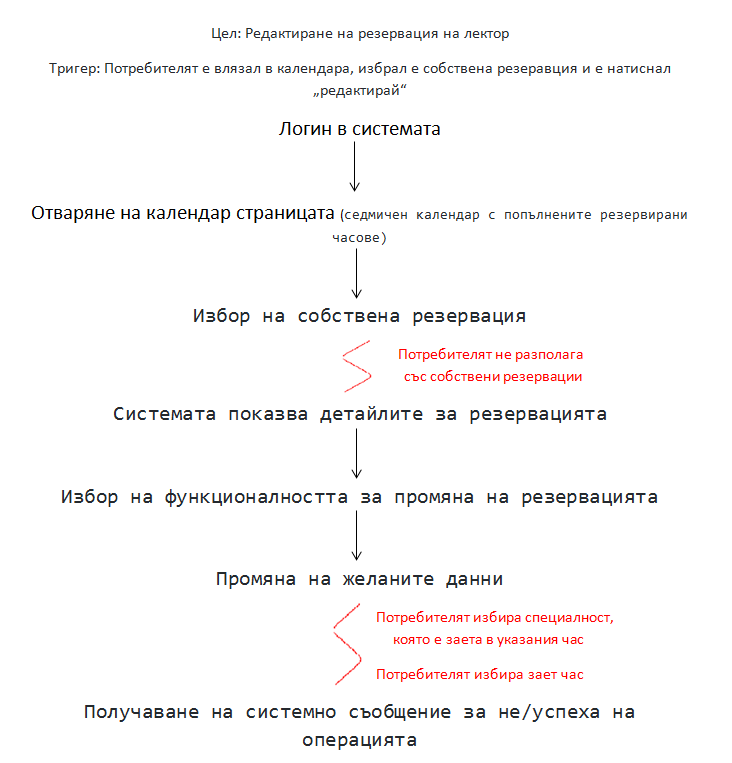 Цел: Редактиране на резервация на лектор
Тригер: Потребителят е влязал в календара, избрал е собствена резеравция и е натиснал
„редактирай“
Логин в системата
Отваряне на календар страницата (седмичен календар с попълнените резервирани
часове)
Избор на собствена резервация
Потребителят не разполага
със собствени резервации
Системата показва детайлите за резервацията
Избор на функционалността за промяна на резервацията
Промяна на желаните данни
Потребителят избира специалност,
която е заета в указания час
Потребителят избира зает час
Получаване на системно съобщение за не/успеха на
операцията